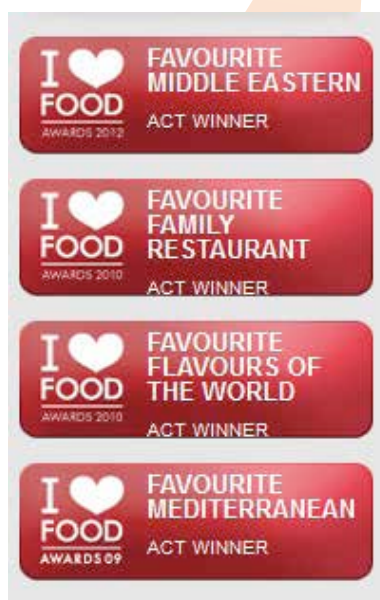 I ♥
FOOD
AWARDS 2012
FAVOURITE
MIDDLE EASTERN
ACT WINNER
I ♥
FOOD
AWARDS 2010
FAVOURITE
FAMILY
RESTAURANT
ACT WINNER
I ♥
FOOD
AWARDS 2010
FAVOURITE
FLAVOURS OF
THE WORLD
ACT WINNER
I ♥
FOOD
AWARDS 09
FAVOURITE
MEDITERRANEAN
ACT WINNER